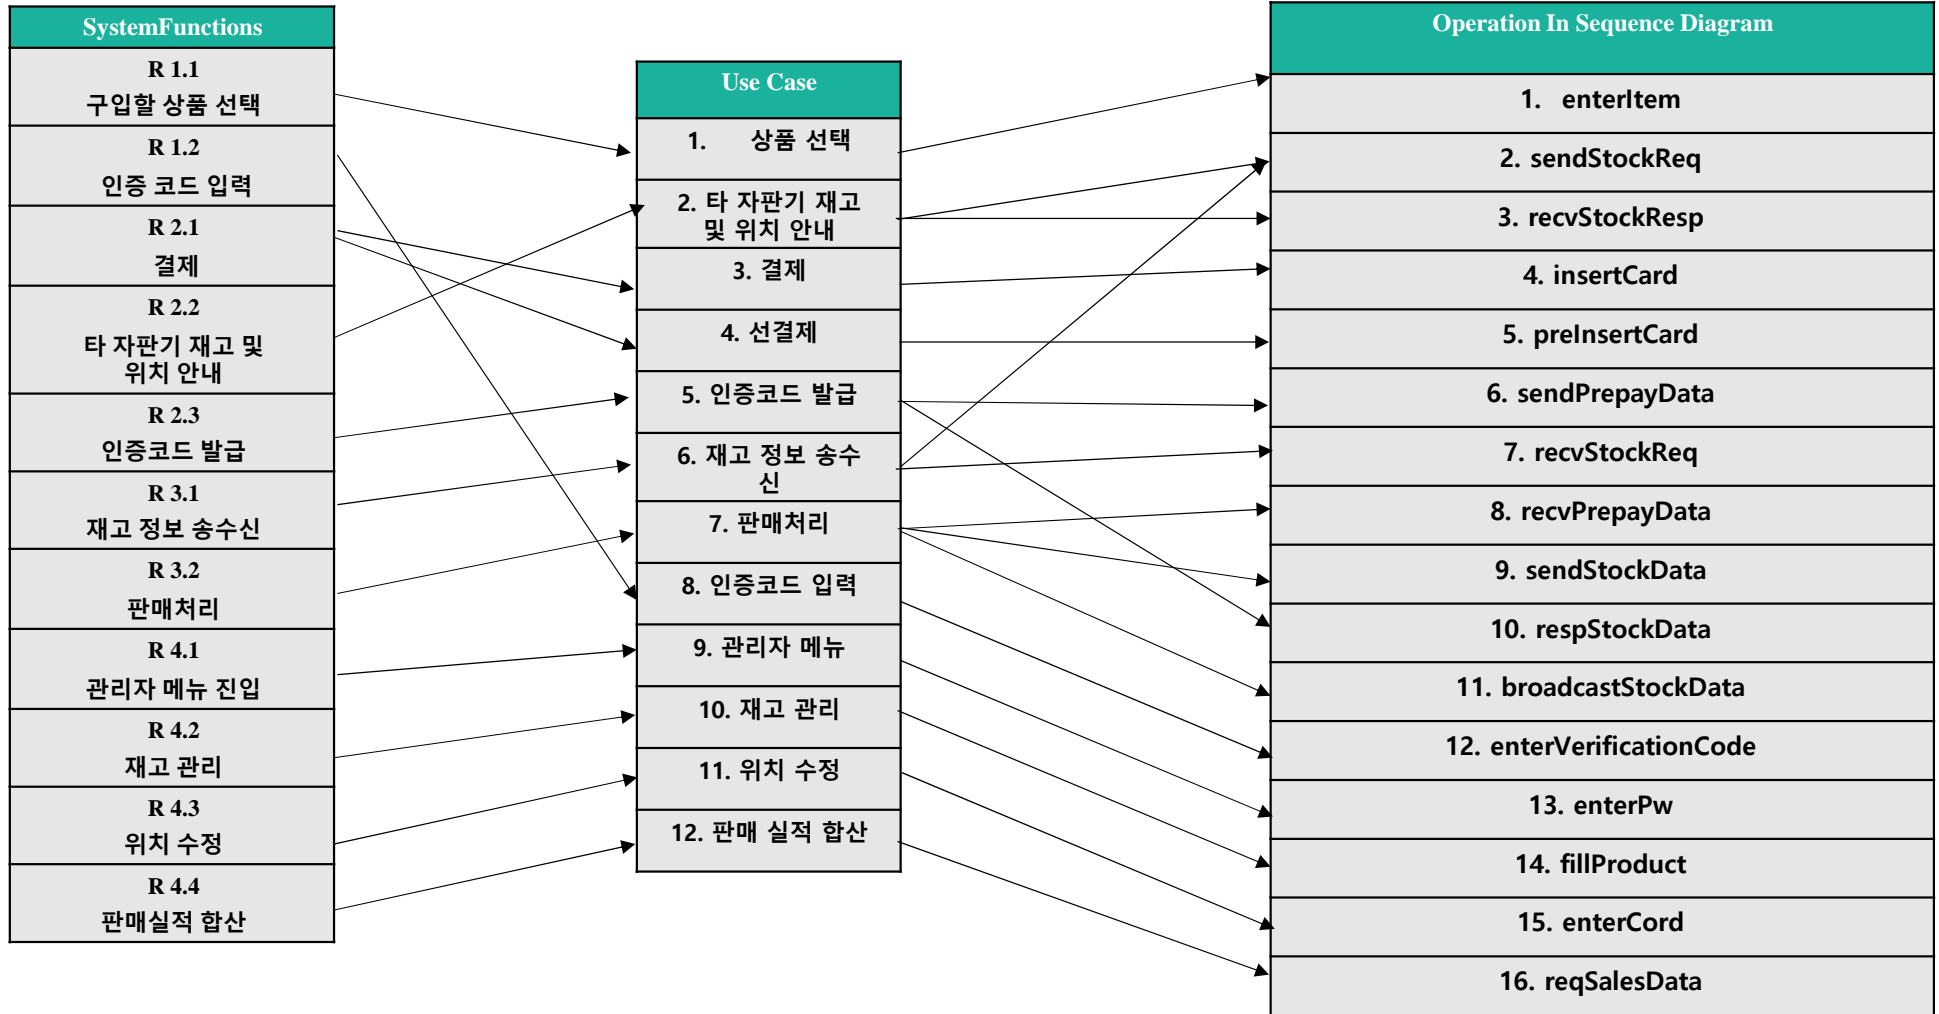 SystemFunctions
R 1.1
구입할 상품 선택
R 1.2
인증 코드 입력
R 2.1
결제
R 2.2
타 자판기 재고 및
위치 안내
R 2.3
인증코드 발급
R 3.1
재고 정보 송수신
R 3.2
판매처리
R 4.1
관리자 메뉴 진입
R 4.2
재고 관리
R 4.3
위치 수정
R 4.4
판매실적 합산
Use Case
1. 상품 선택
2. 타 자판기 재고
및 위치 안내
3. 결제
4. 선결제
5. 인증코드 발급
6. 재고 정보 송수
신
7. 판매처리
8. 인증코드 입력
9. 관리자 메뉴
10. 재고 관리
11. 위치 수정
12. 판매 실적 합산
Operation In Sequence Diagram
1. enterItem
2. sendStockReq
3. recvStockResp
4. insertCard
5. preInsertCard
6. sendPrepayData
7. recvStockReq
8. recvPrepayData
9. sendStockData
10. respStockData
11. broadcastStockData
12. enterVerificationCode
13. enterPw
14. fillProduct
15. enterCord
16. reqSalesData